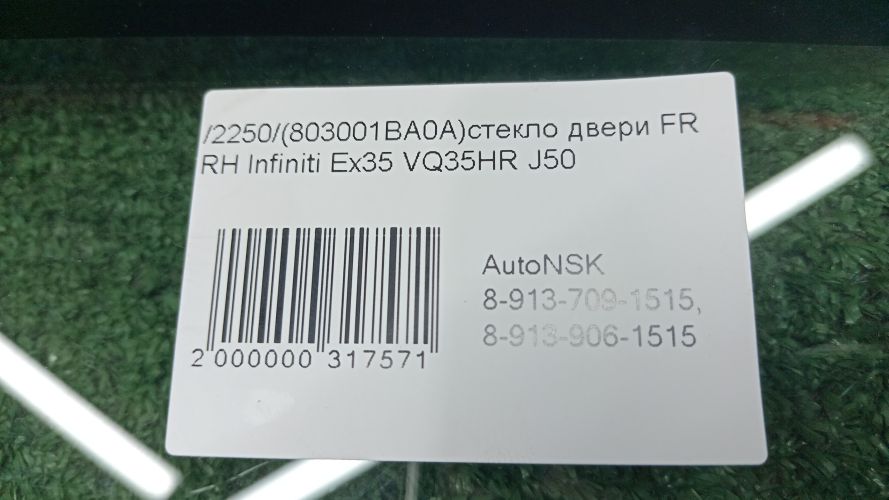 /2250/(803001BA0A)стекло двери FR
RH Infiniti Ex35 VQ35HR J50
AutoNSK
8-913-709-1515,
8-913-906-1515
2 000000 317571